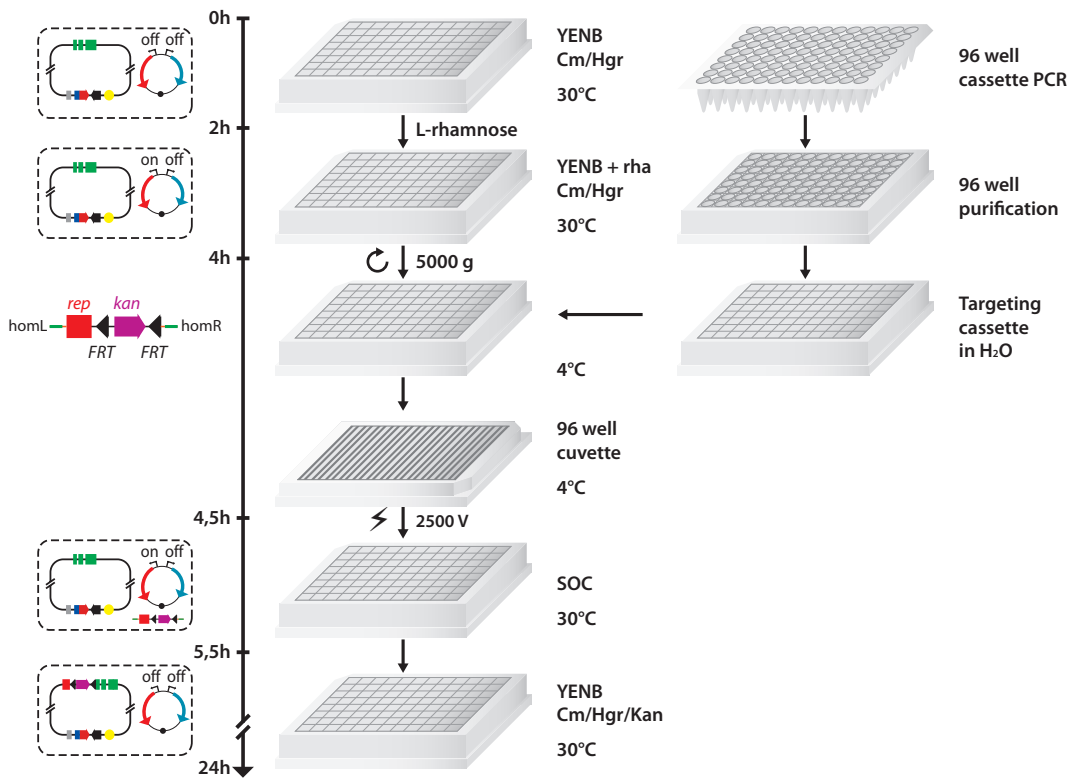 0h
off off
YENB
Cm/Hgr
30°C
96 well
cassette PCR
2h
L-rhamnose
on off
YENB + rha
Cm/Hgr
30°C
96 well
purification
4h
5000 g
rep kan
homL homR
FRT FRT
4°C
Targeting
cassette
in H₂O
96 well
cuvette
4°C
4,5h
2500 V
on off
SOC
30°C
5,5h
off off
YENB
Cm/Hgr/Kan
30°C
24h